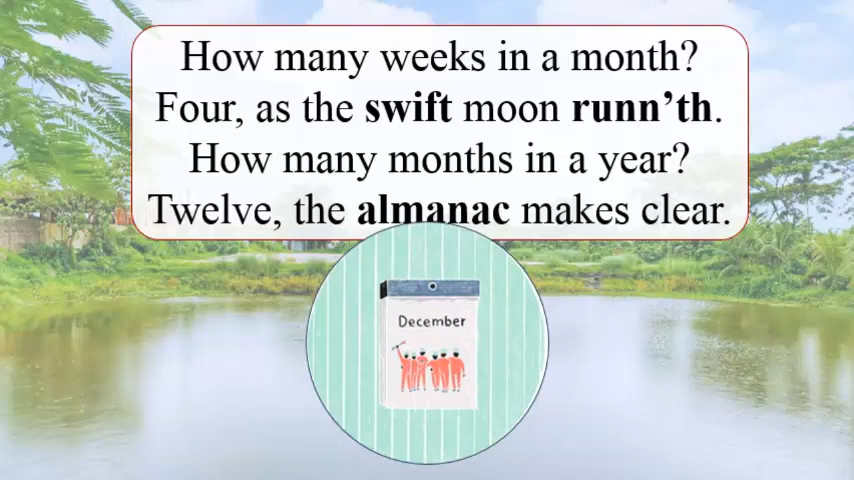 How many weeks in a month?
Four, as the swift moon runn’th.
How many months in a year?
Twelve, the almanac makes clear.
December